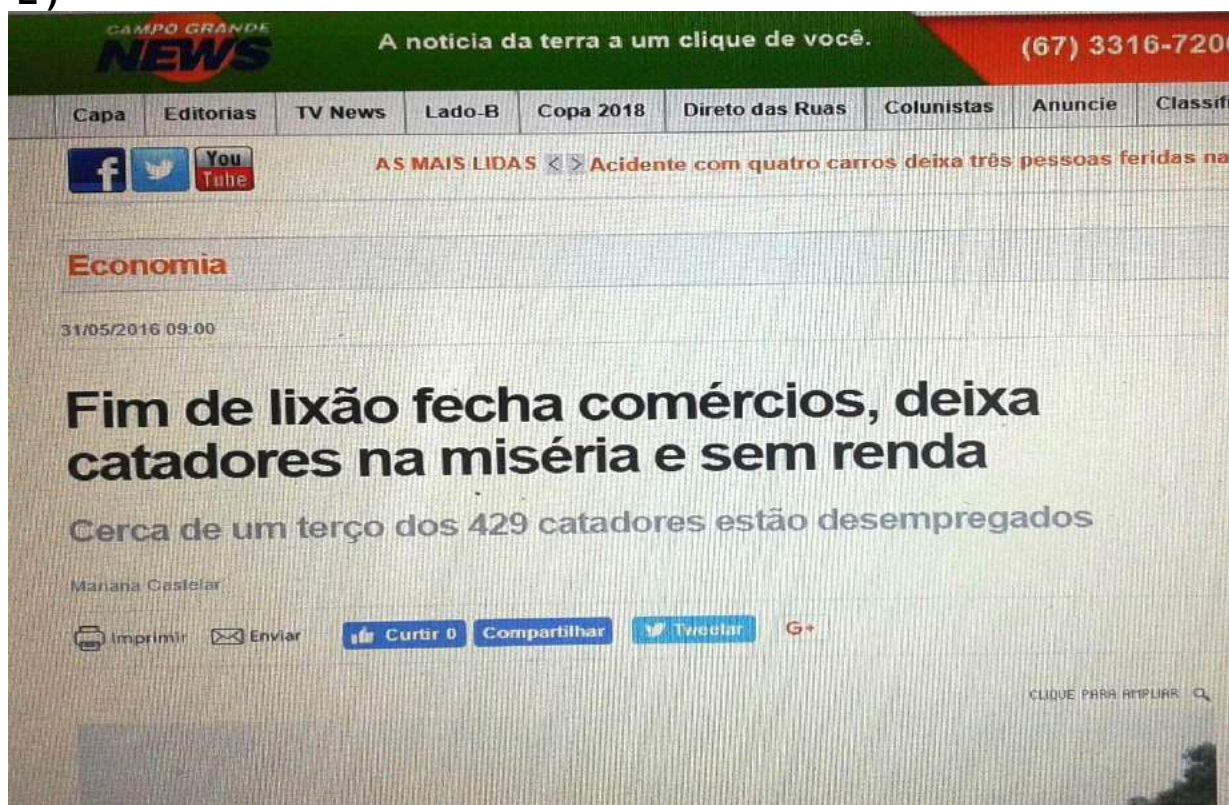 CAMPO GRANDE
NEWS
A noticia da terra a um clique de você.
(67) 3316-720
Capa Editorias TV News Lado-B Copa 2018 Direto das Ruas Colunistas Anuncie Classifi
f You
Tube
AS MAIS LIDAS < > Acidente com quatro carros deixa três pessoas feridas na
Economia
31/05/2016 09:00
Fim de lixão fecha comércios, deixa
catadores na miséria e sem renda
Cerca de um terço dos 429 catadores estão desempregados
Mariana Castelar
Imprimir Enviar Curtir 0 Compartilhar Tweetar G+
CLIQUE PARA AMPLIAR